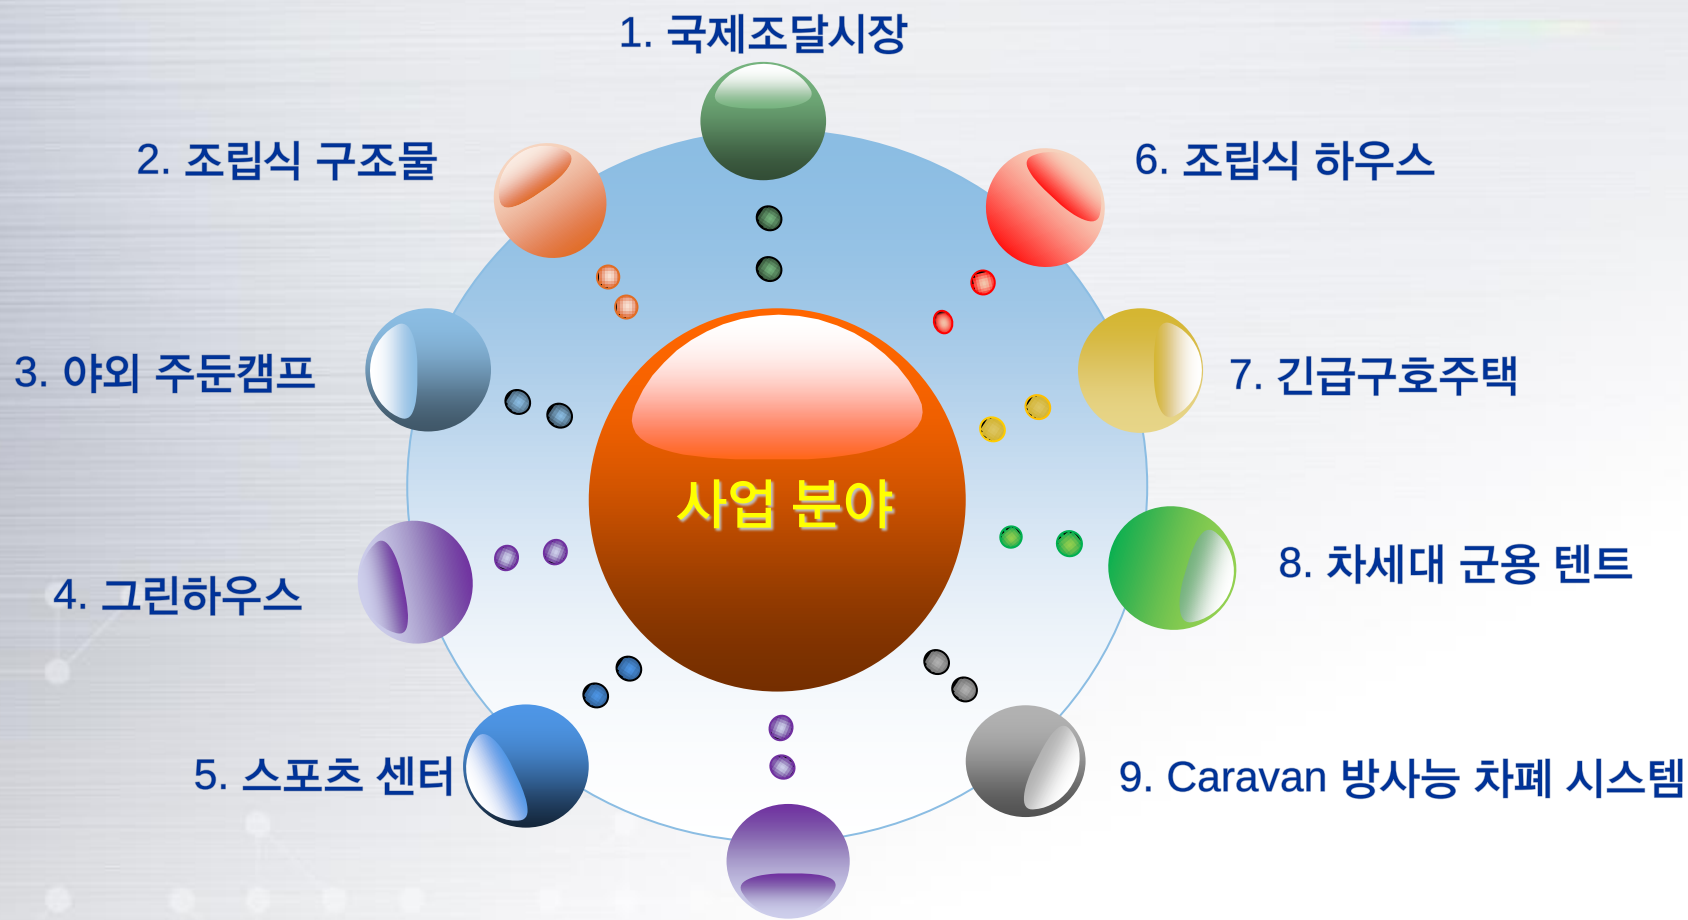 1. 국제조달시장
2. 조립식 구조물
3. 야외 주둔캠프
4. 그린하우스
5. 스포츠 센터
6. 조립식 하우스
7. 긴급구호주택
8. 차세대 군용 텐트
9. Caravan 방사능 차폐 시스템
사업 분야